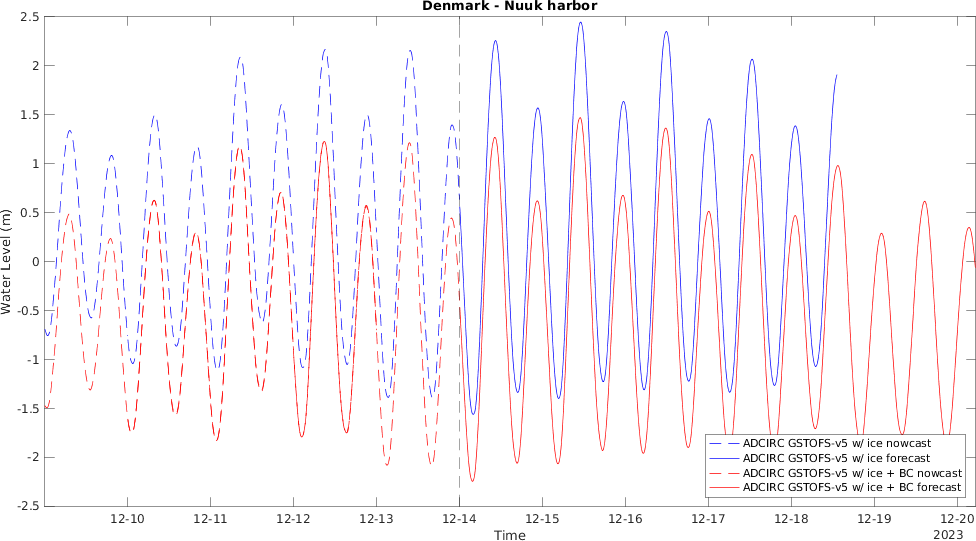 Denmark - Nuuk harbor
Water Level (m)
2.5
2
1.5
1
0.5
0
-0.5
-1
-1.5
-2
-2.5
ADCIRC GSTOFS-v5 w/ ice nowcast
ADCIRC GSTOFS-v5 w/ ice forecast
ADCIRC GSTOFS-v5 w/ ice + BC nowcast
ADCIRC GSTOFS-v5 w/ ice + BC forecast
12-10 12-11 12-12 12-13 12-14 12-15 12-16 12-17 12-18 12-19 12-20
Time 2023